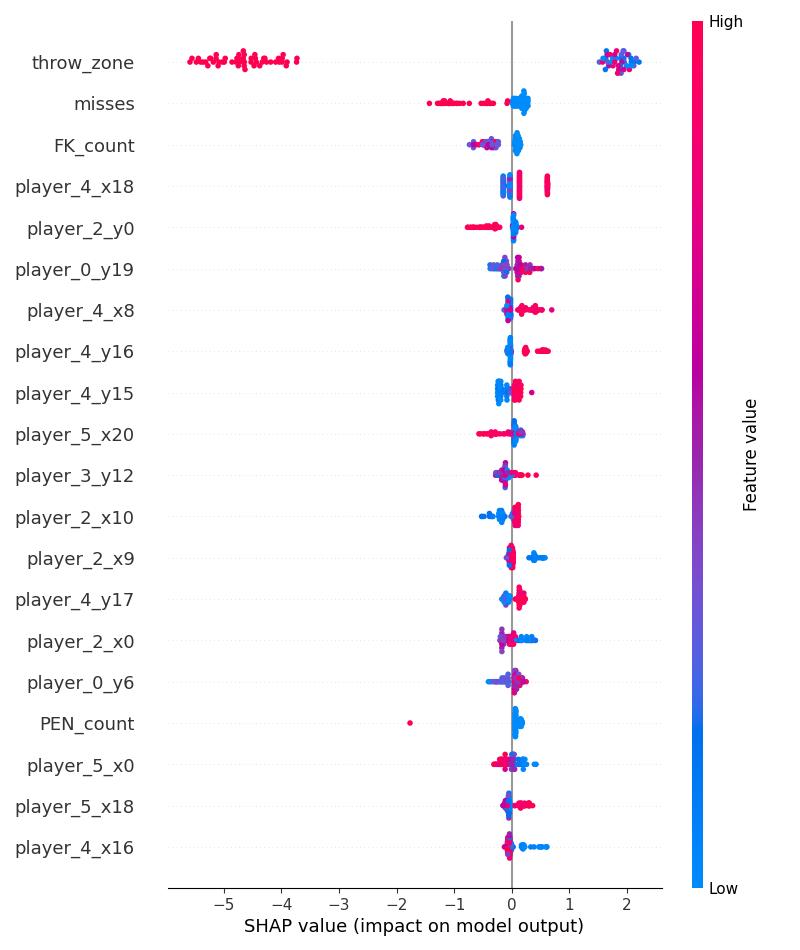 High
throw_zone
misses
FK_count
player_4_x18
player_2_y0
player_0_y19
player_4_x8
player_4_y16
player_4_y15
player_5_x20
player_3_y12
player_2_x10
player_2_x9
player_4_y17
player_2_x0
player_0_y6
PEN_count
player_5_x0
player_5_x18
player_4_x16
Feature value
Low
−5 −4 −3 −2 −1 0 1 2
SHAP value (impact on model output)